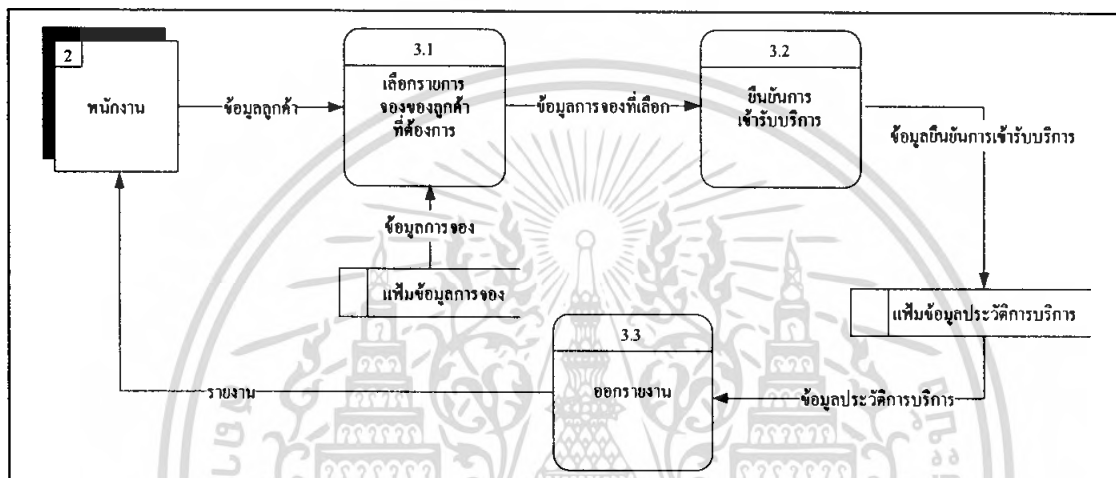 2
พนักงาน
ข้อมูลลูกค้า
3.1
เลือกรายการ
จองของลูกค้า
ที่ต้องการ
ข้อมูลการจองที่เลือก
3.2
ยืนยันการ
เข้ารับบริการ
ข้อมูลยืนยันการเข้ารับบริการ
ข้อมูลการจอง
แฟ้มข้อมูลการจอง
แฟ้มข้อมูลประวัติการบริการ
3.3
ออกรายงาน
รายงาน
ข้อมูลประวัติการบริการ